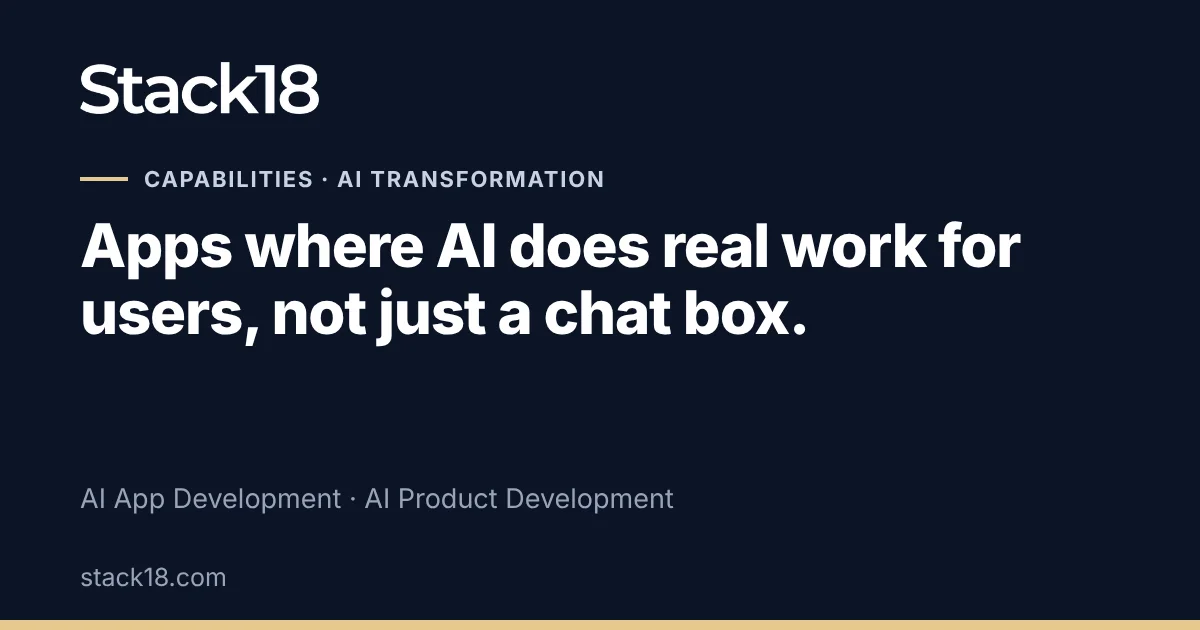 Stack18
CAPABILITIES · AI TRANSFORMATION
Apps where AI does real work for
users, not just a chat box.
AI App Development · AI Product Development
stack18.com